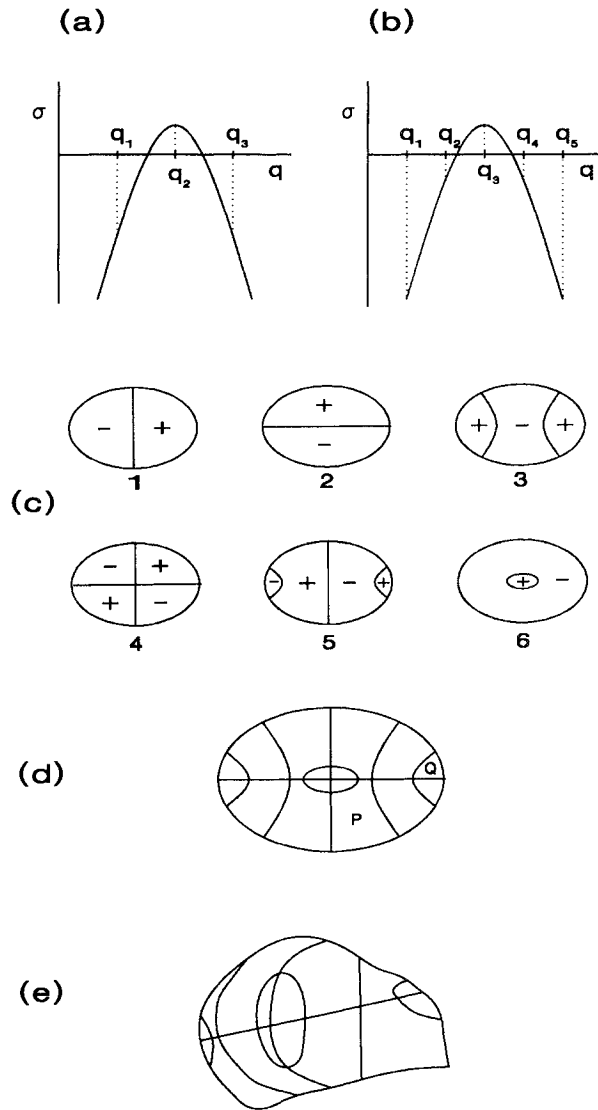 (a) (b)
σ q₁ q₃ q₂ q
σ q₁ q₂ q₄ q₅ q₃ q
(c)
- + + - + - +
1 2 3
- + + - - + - + + -
4 5 6
(d)
Q
P
(e)